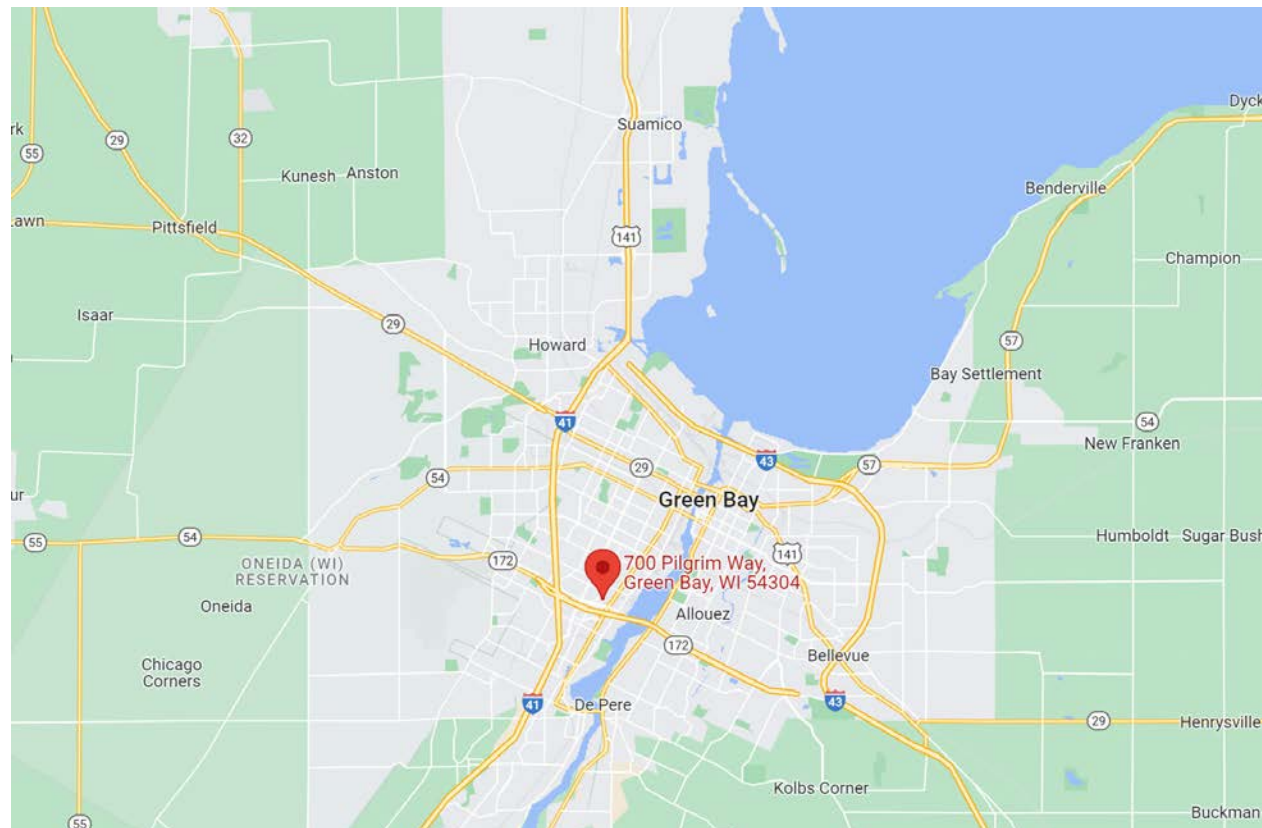 Dyck
Suamico
rk
29
32
55
Kunesh
Anston
Benderville
awn
Pittsfield
141
Champion
Isaar
29
57
Howard
Bay Settlement
41
54
New Franken
43
57
29
54
Green Bay
ur
55
54
141
Humboldt
Sugar Bush
172
ONEIDA (WI)
RESERVATION
700 Pilgrim Way,
Green Bay, WI 54304
Oneida
Allouez
172
Bellevue
Chicago
Corners
41
De Pere
43
29
Henrysville
Kolbs Corner
Buckman
55